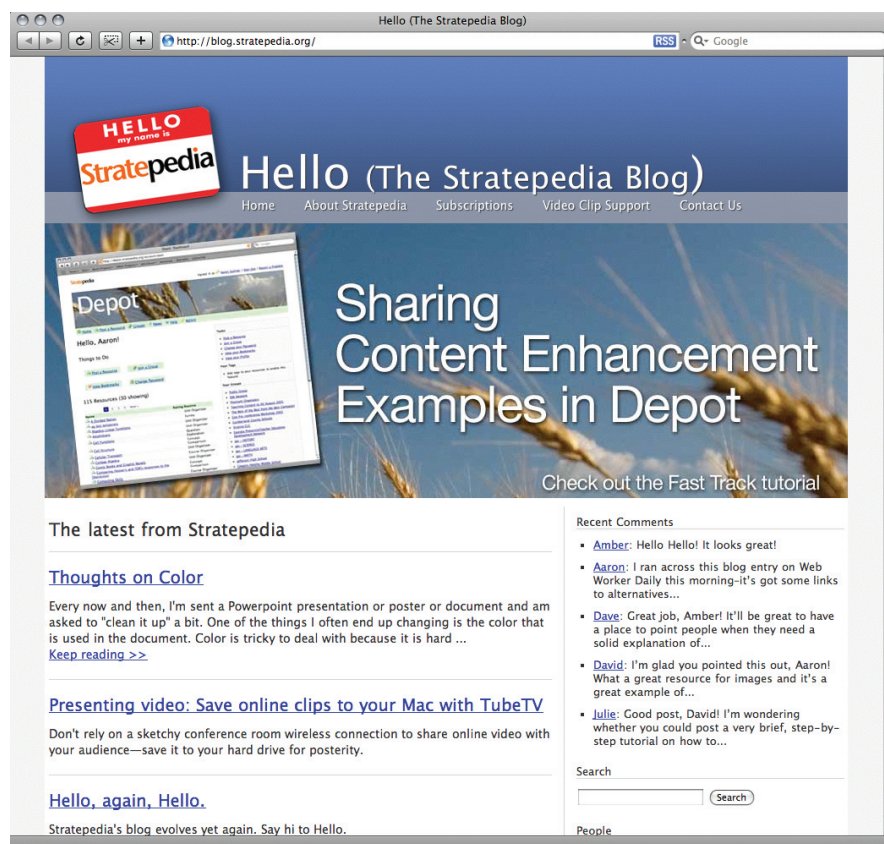 Hello (The Stratepedia Blog)
http://blog.stratepedia.org/
RSS
Google
HELLO
my name is
Stratepedia
Hello (The Stratepedia Blog)
Home About Stratepedia Subscriptions Video Clip Support Contact Us
Stratepedia
Depot
Hello, Aaron!
Things to Do
115 Resources (30 showing)
Sharing
Content Enhancement
Examples in Depot
Check out the Fast Track tutorial
The latest from Stratepedia
Thoughts on Color
Every now and then, I'm sent a Powerpoint presentation or poster or document and am
asked to "clean it up" a bit. One of the things I often end up changing is the color that
is used in the document. Color is tricky to deal with because it is hard ...
Keep reading >>
Presenting video: Save online clips to your Mac with TubeTV
Don't rely on a sketchy conference room wireless connection to share online video with
your audience—save it to your hard drive for posterity.
Hello, again, Hello.
Stratepedia's blog evolves yet again. Say hi to Hello.
Recent Comments
Amber: Hello Hello! It looks great!
Aaron: I ran across this blog entry on Web
Worker Daily this morning–it's got some links
to alternatives...
Dave: Great job, Amber! It'll be great to have
a place to point people when they need a
solid explanation of...
David: I'm glad you pointed this out, Aaron!
What a great resource for images and it's a
great example of...
Julie: Good post, David! I'm wondering
whether you could post a very brief, step-by-
step tutorial on how to...
Search
Search
People